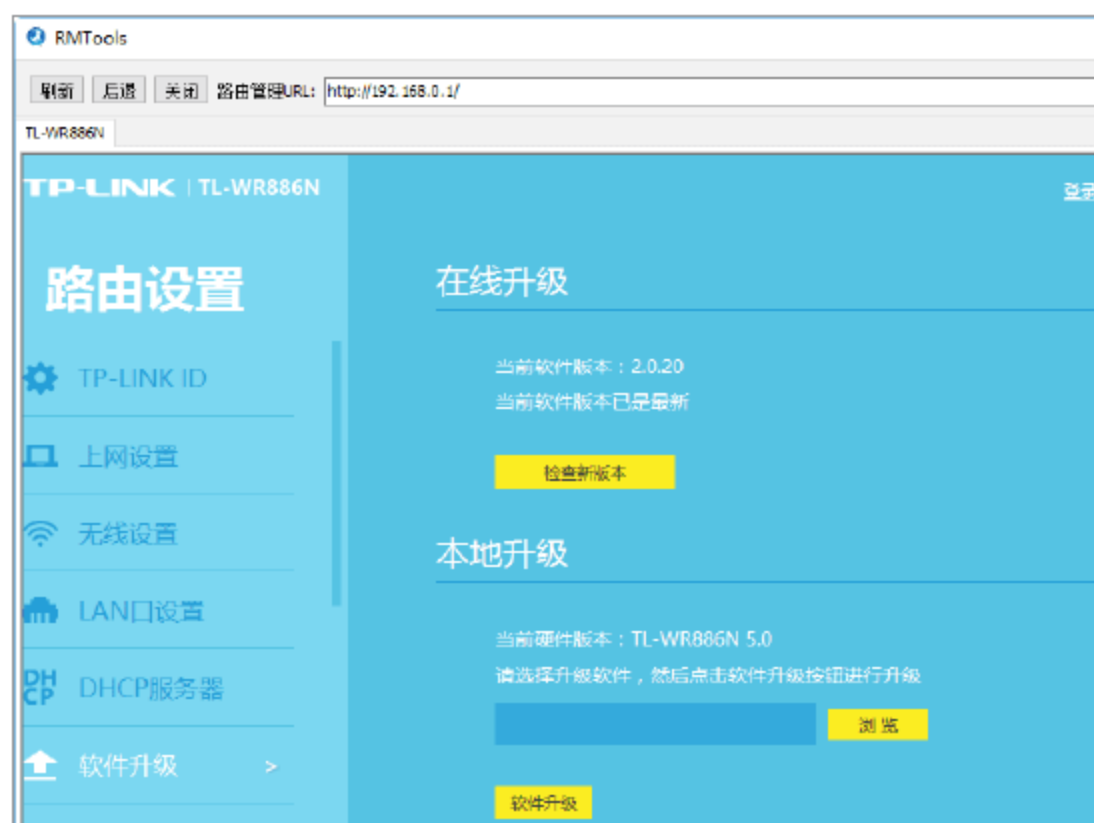 RMTools
刷新 后退 关闭 路由管理URL: http://192.168.0.1/
TL-WR886N
TP-LINK | TL-WR886N
登录
路由设置
TP-LINK ID
上网设置
无线设置
LAN口设置
DHCP
DHCP服务器
软件升级 >
在线升级
当前软件版本：2.0.20
当前软件版本已是最新
检查新版本
本地升级
当前硬件版本：TL-WR886N 5.0
请选择升级软件，然后点击软件升级按钮进行升级
浏 览
软件升级